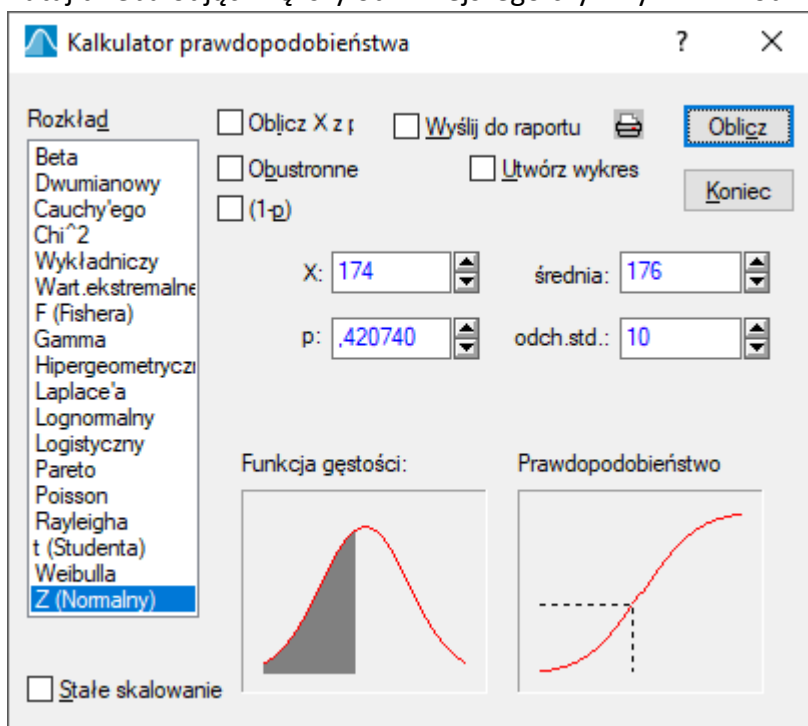 Kalkulator prawdopodobieństwa ? ×
Rozkład
Beta
Dwumianowy
Cauchy'ego
Chi^2
Wykładniczy
Wart.ekstremalne
F (Fishera)
Gamma
Hipergeometryczn
Laplace'a
Lognormalny
Logistyczny
Pareto
Poisson
Rayleigha
t (Studenta)
Weibulla
Z (Normalny)
Oblicz X z p
Wyślij do raportu
Oblicz
Obustronne
Utwórz wykres
Koniec
(1-p)
X: 174
średnia: 176
p: ,420740
odch.std.: 10
Funkcja gęstości:
Prawdopodobieństwo
Stałe skalowanie